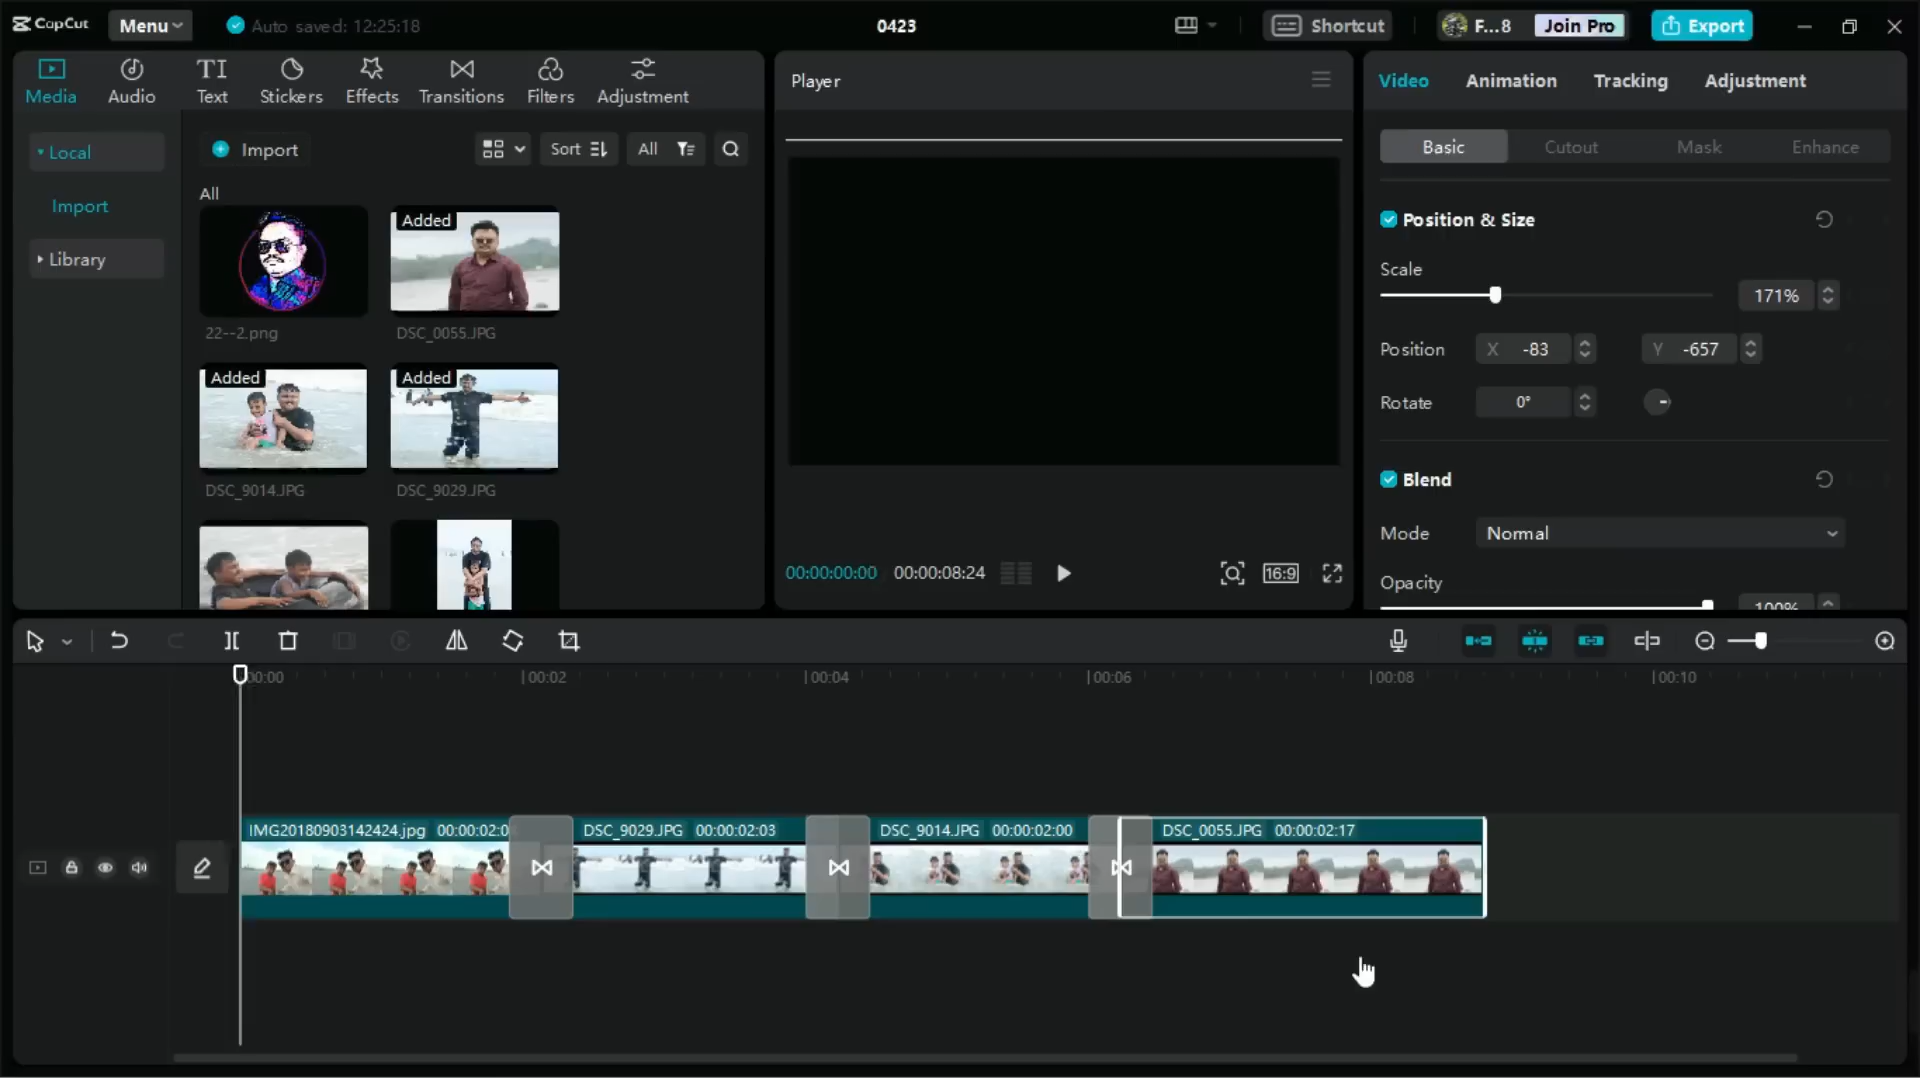 CapCut
Menu
Auto saved: 12:25:18
0423
Shortcut
F...8
Join Pro
Export
Media
Audio
TI
Text
Stickers
Effects
Transitions
Filters
Adjustment
Local
Import
Library
Import
Sort
All
All
22--2.png
Added
DSC_0055.JPG
Added
DSC_9014.JPG
Added
DSC_9029.JPG
Player
00:00:00:00
00:00:08:24
16:9
Video
Animation
Tracking
Adjustment
Basic
Cutout
Mask
Enhance
Position & Size
Scale
171%
Position
X -83
Y -657
Rotate
0°
Blend
Mode
Normal
Opacity
100%
00:00
00:02
00:04
00:06
00:08
00:10
IMG20180903142424.jpg 00:00:02:0
DSC_9029.JPG 00:00:02:03
DSC_9014.JPG 00:00:02:00
DSC_0055.JPG 00:00:02:17